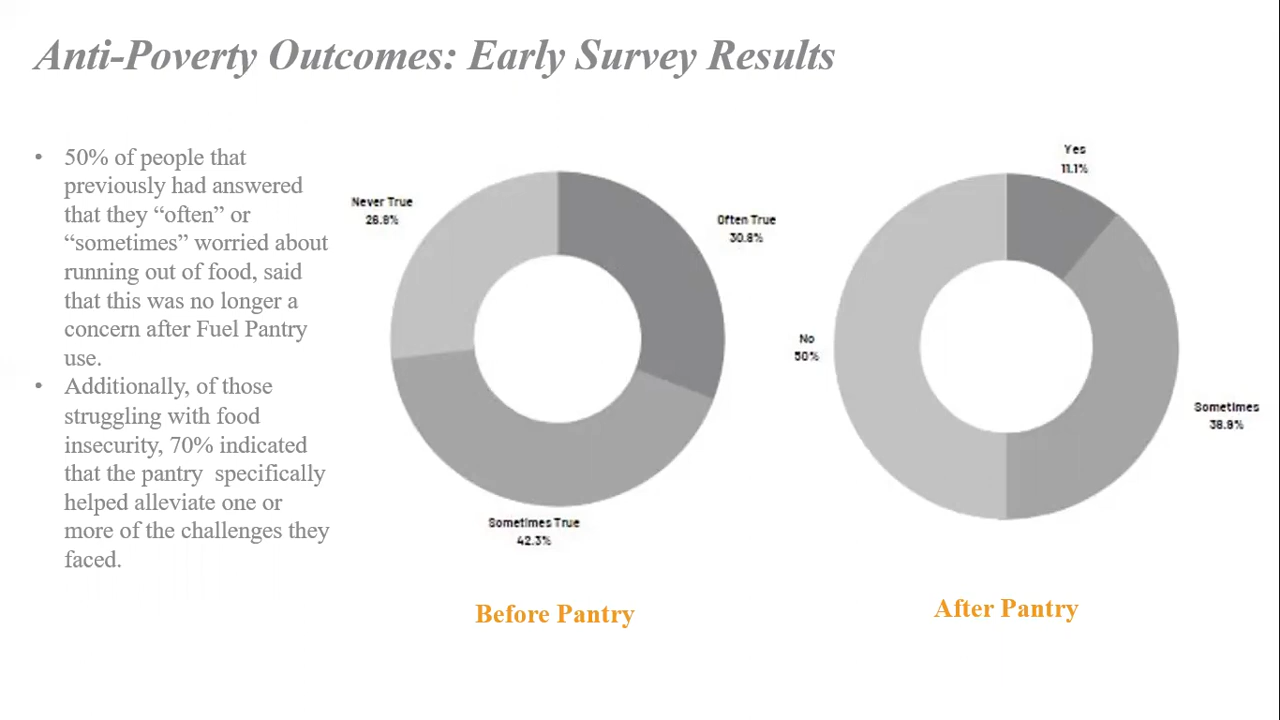 Anti-Poverty Outcomes: Early Survey Results
• 50% of people that
previously had answered
that they “often” or
“sometimes” worried about
running out of food, said
that this was no longer a
concern after Fuel Pantry
use.
• Additionally, of those
struggling with food
insecurity, 70% indicated
that the pantry specifically
helped alleviate one or
more of the challenges they
faced.
Never True
26.9%
Often True
30.8%
Sometimes True
42.3%
Before Pantry
Yes
11.1%
No
50%
Sometimes
38.9%
After Pantry